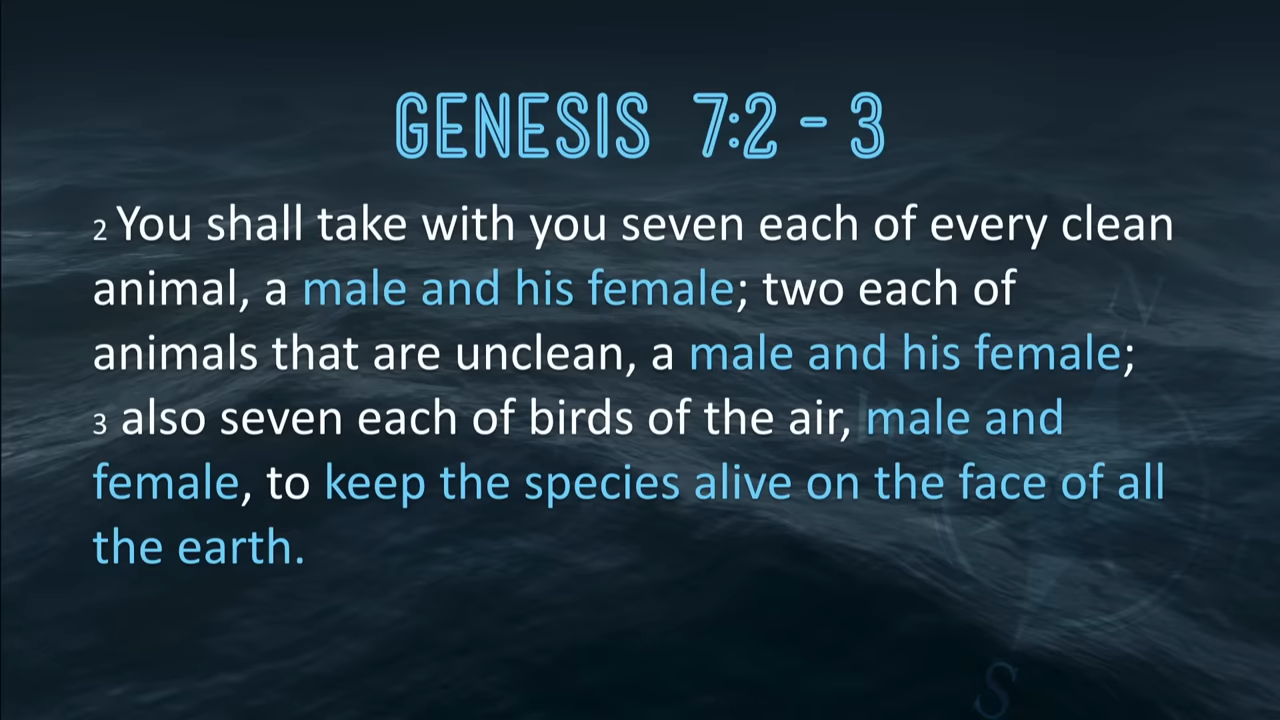 GENESIS 7:2 - 3
2 You shall take with you seven each of every clean
animal, a male and his female; two each of
animals that are unclean, a male and his female;
3 also seven each of birds of the air, male and
female, to keep the species alive on the face of all
the earth.
N
S